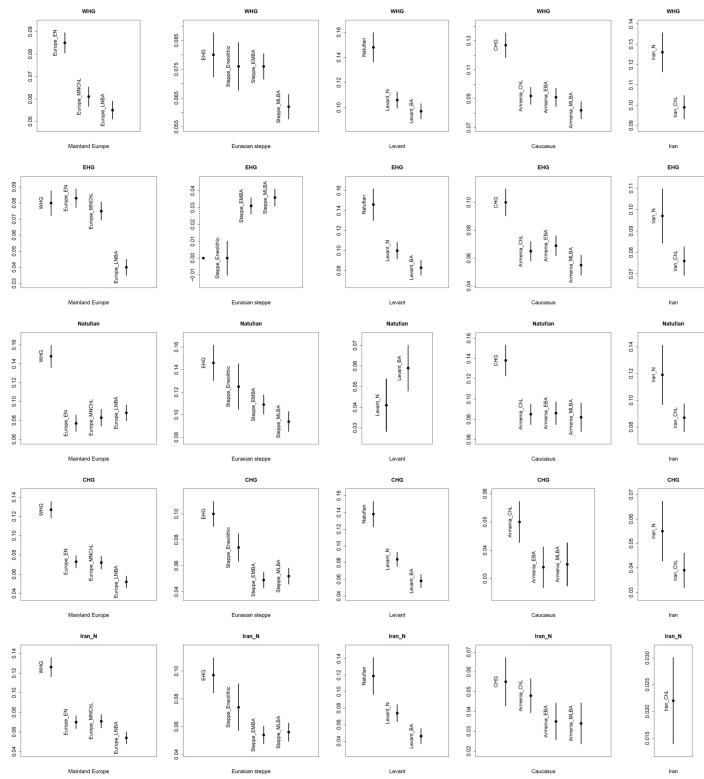 WHG
0.05 0.06 0.07 0.08 0.09
Europe_EN
Europe_MNChL
Europe_LNBA
Mainland Europe
WHG
0.055 0.065 0.075 0.085
EHG
Steppe_Eneolithic
Steppe_EMBA
Steppe_MLBA
Eurasian steppe
WHG
0.10 0.12 0.14 0.16
Natufian
Levant_N
Levant_BA
Levant
WHG
0.07 0.09 0.11 0.13
CHG
Armenia_ChL
Armenia_EBA
Armenia_MLBA
Caucasus
WHG
0.09 0.10 0.11 0.12 0.13 0.14
Iran_N
Iran_ChL
Iran
EHG
0.03 0.04 0.05 0.06 0.07 0.08 0.09
WHG
Europe_EN
Europe_MNChL
Europe_LNBA
Mainland Europe
EHG
−0.01 0.00 0.01 0.02 0.03 0.04
Steppe_Eneolithic
Steppe_EMBA
Steppe_MLBA
Eurasian steppe
EHG
0.08 0.10 0.12 0.14 0.16
Natufian
Levant_N
Levant_BA
Levant
EHG
0.04 0.06 0.08 0.10
CHG
Armenia_ChL
Armenia_EBA
Armenia_MLBA
Caucasus
EHG
0.07 0.08 0.09 0.10 0.11
Iran_N
Iran_ChL
Iran
Natufian
0.06 0.08 0.10 0.12 0.14 0.16
WHG
Europe_EN
Europe_MNChL
Europe_LNBA
Mainland Europe
Natufian
0.08 0.10 0.12 0.14 0.16
EHG
Steppe_Eneolithic
Steppe_EMBA
Steppe_MLBA
Eurasian steppe
Natufian
0.03 0.04 0.05 0.06 0.07
Levant_N
Levant_BA
Levant
Natufian
0.06 0.08 0.10 0.12 0.14
CHG
Armenia_ChL
Armenia_EBA
Armenia_MLBA
Caucasus
Natufian
0.08 0.10 0.12 0.14
Iran_N
Iran_ChL
Iran
CHG
0.04 0.06 0.08 0.10 0.12 0.14
WHG
Europe_EN
Europe_MNChL
Europe_LNBA
Mainland Europe
CHG
0.04 0.06 0.08 0.10
EHG
Steppe_Eneolithic
Steppe_EMBA
Steppe_MLBA
Eurasian steppe
CHG
0.04 0.06 0.08 0.10 0.12 0.14 0.16
Natufian
Levant_N
Levant_BA
Levant
CHG
0.03 0.04 0.05 0.06
Armenia_ChL
Armenia_EBA
Armenia_MLBA
Caucasus
CHG
0.03 0.04 0.05 0.06 0.07
Iran_N
Iran_ChL
Iran
Iran_N
0.04 0.06 0.08 0.10 0.12 0.14
WHG
Europe_EN
Europe_MNChL
Europe_LNBA
Mainland Europe
Iran_N
0.04 0.06 0.08 0.10
EHG
Steppe_Eneolithic
Steppe_EMBA
Steppe_MLBA
Eurasian steppe
Iran_N
0.04 0.06 0.08 0.10 0.12 0.14
Natufian
Levant_N
Levant_BA
Levant
Iran_N
0.02 0.03 0.04 0.05 0.06 0.07
CHG
Armenia_ChL
Armenia_EBA
Armenia_MLBA
Caucasus
Iran_N
0.015 0.020 0.025 0.030
Iran_ChL
Iran